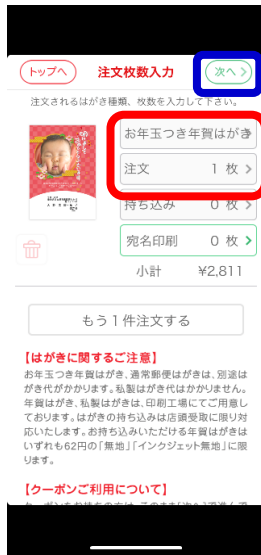 トップへ
注文枚数入力
次へ
注文されるはがき種類、枚数を入力して下さい。
お年玉つき年賀はがき
注文 1 枚
持ち込み 0 枚
宛名印刷 0 枚
小計 ¥2,811
もう1件注文する
【はがきに関するご注意】
お年玉つき年賀はがき、通常郵便はがきは、別途は
がき代がかかります。私製はがき代はかかりません。
年賀はがき、私製はがきは、印刷工場にてご用意し
ております。はがきの持ち込みは店頭受取に限り対
応いたします。お持ち込みいただける年賀はがきは
いずれも62円の「無地」「インクジェット無地」に限
ります。
【クーポンご利用について】